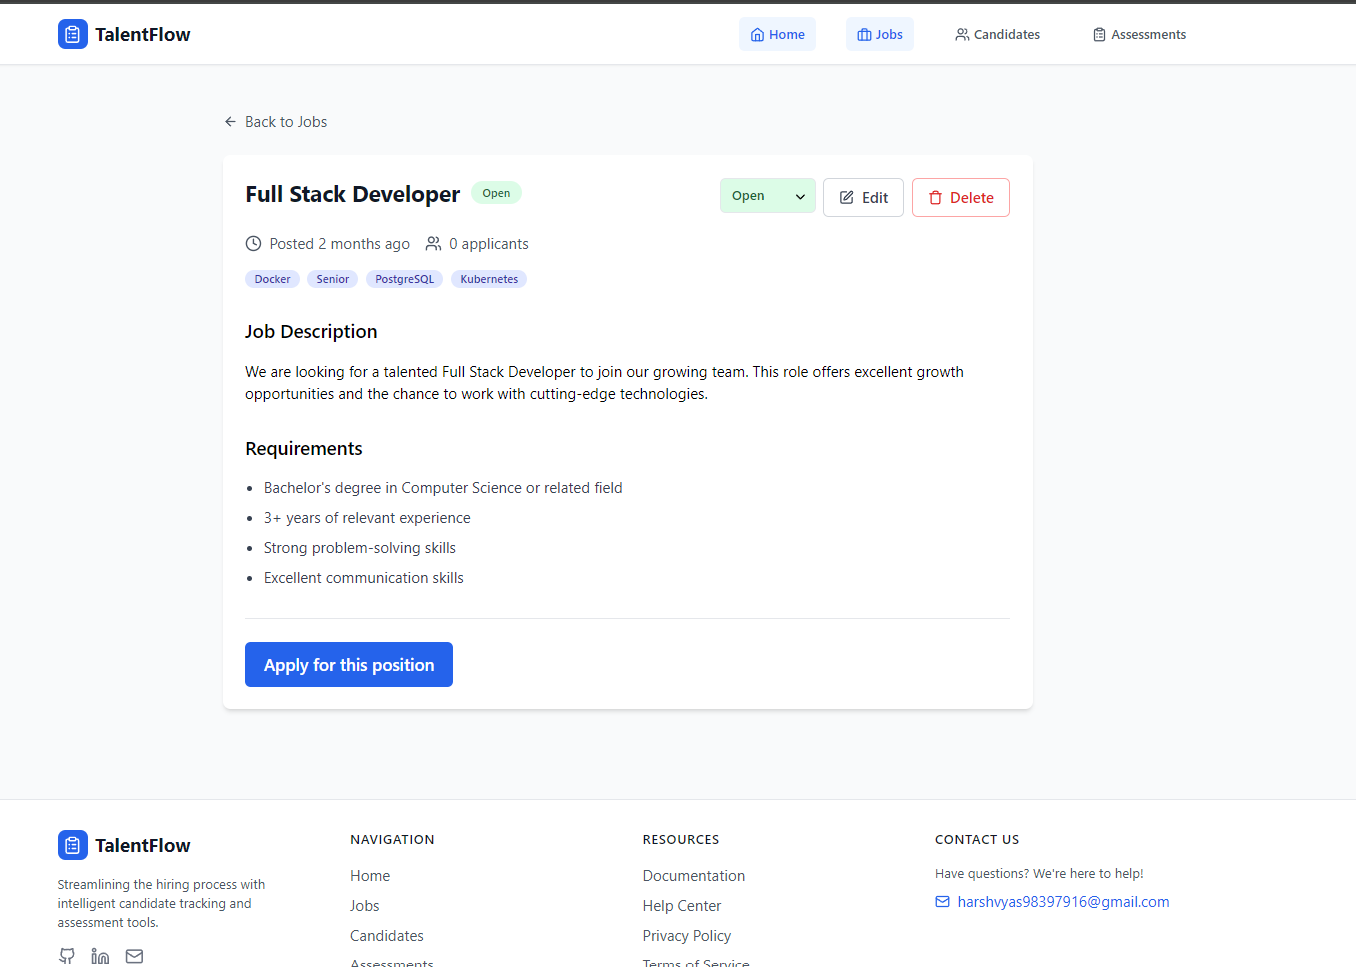 TalentFlow
Home
Jobs
Candidates
Assessments
Back to Jobs
Full Stack Developer
Open
Open
Edit
Delete
Posted 2 months ago
0 applicants
Docker
Senior
PostgreSQL
Kubernetes
Job Description
We are looking for a talented Full Stack Developer to join our growing team. This role offers excellent growth
opportunities and the chance to work with cutting-edge technologies.
Requirements
• Bachelor's degree in Computer Science or related field
• 3+ years of relevant experience
• Strong problem-solving skills
• Excellent communication skills
Apply for this position
TalentFlow
Streamlining the hiring process with
intelligent candidate tracking and
assessment tools.
NAVIGATION
Home
Jobs
Candidates
Assessments
RESOURCES
Documentation
Help Center
Privacy Policy
Terms of Service
CONTACT US
Have questions? We're here to help!
harshvyas98397916@gmail.com